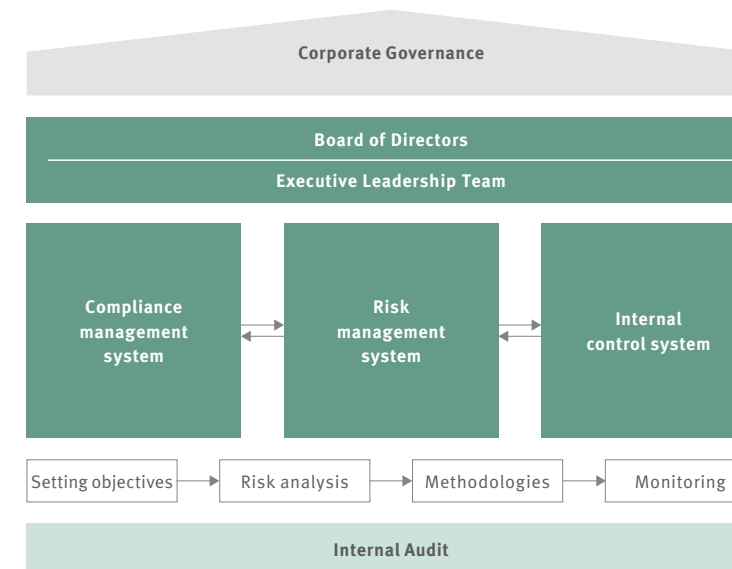 Corporate Governance
Board of Directors
Executive Leadership Team
Compliance
management
system
Risk
management
system
Internal
control system
Setting objectives
Risk analysis
Methodologies
Monitoring
Internal Audit